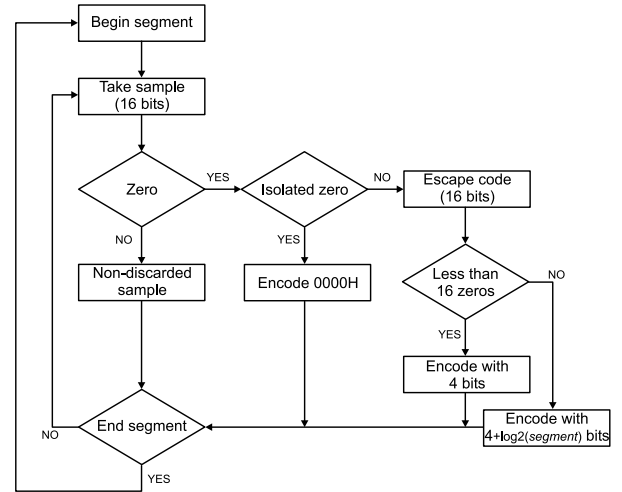 Begin segment
Take sample
(16 bits)
Zero
YES
Isolated zero
NO
Escape code
(16 bits)
NO
YES
Non-discarded
sample
Encode 0000H
Less than
16 zeros
NO
YES
Encode with
4 bits
End segment
NO
Encode with
4+log2(segment) bits
YES